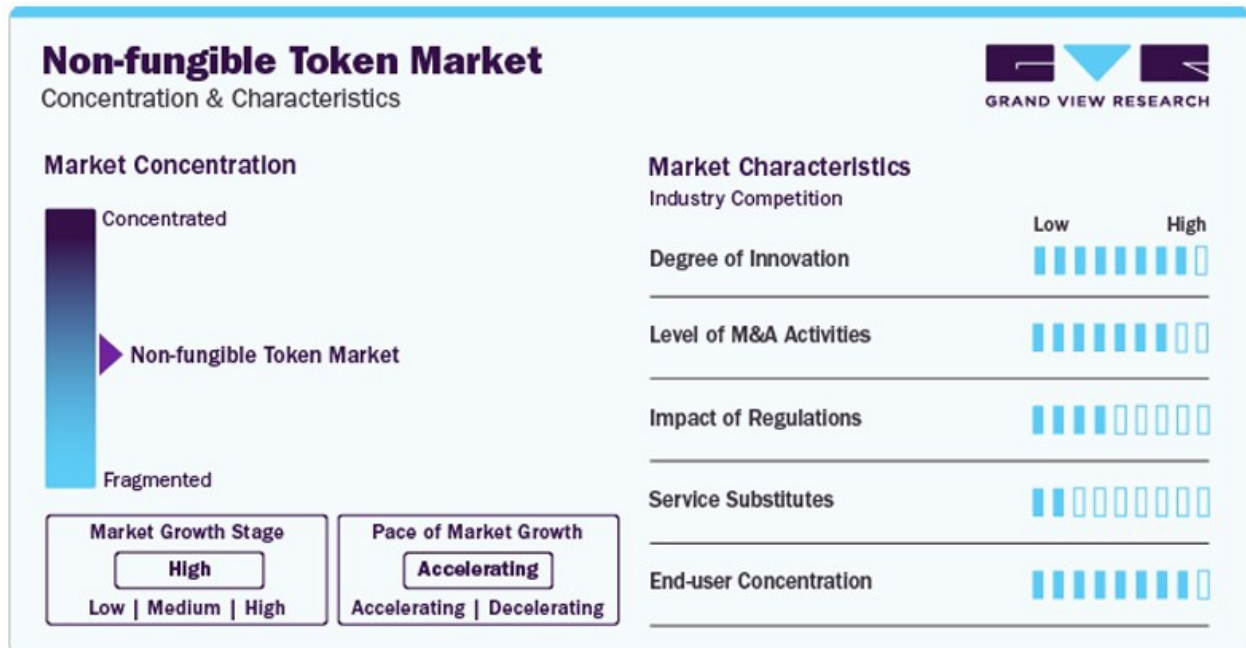 Non-fungible Token Market
Concentration & Characteristics
GRAND VIEW RESEARCH
Market Concentration
Concentrated
Non-fungible Token Market
Fragmented
Market Growth Stage
High
Low | Medium | High
Pace of Market Growth
Accelerating
Accelerating | Decelerating
Market Characteristics
Industry Competition
Low High
Degree of Innovation
Level of M&A Activities
Impact of Regulations
Service Substitutes
End-user Concentration